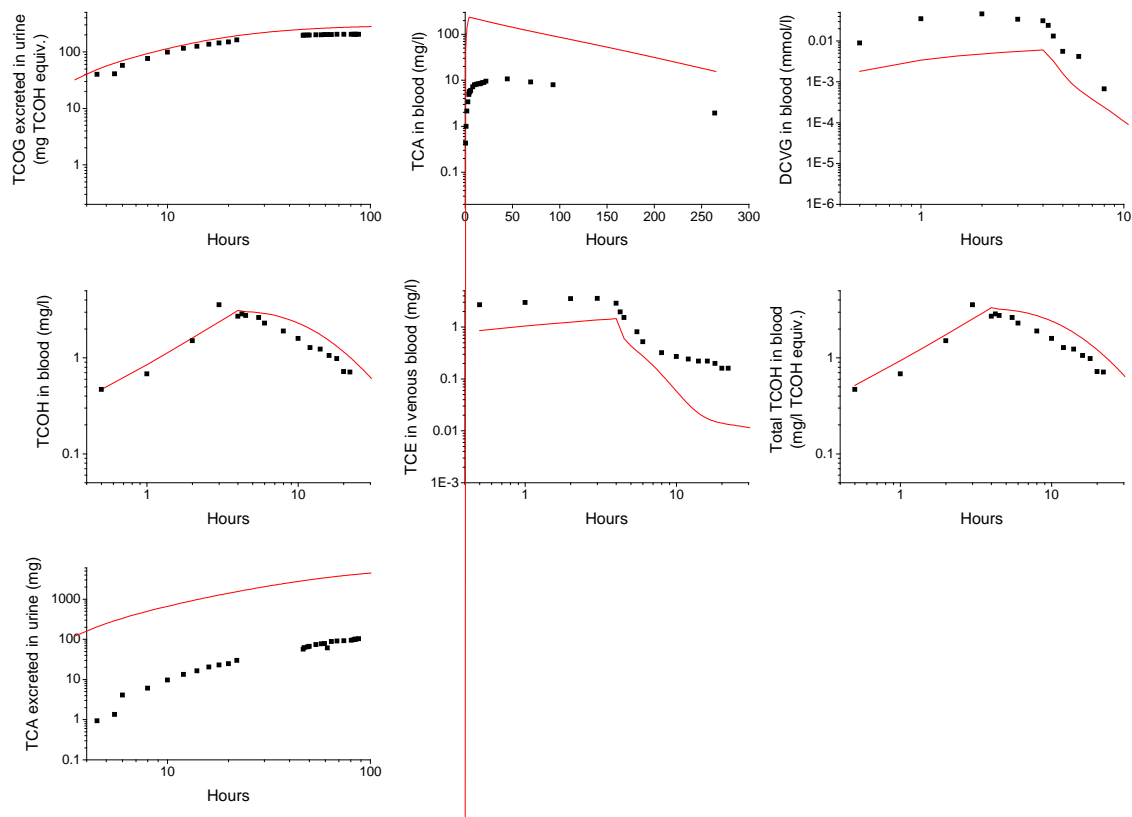 TCOG excreted in urine
(mg TCOH equiv.)
100
10
1
10
100
Hours
TCA in blood (mg/l)
100
10
1
0.1
0
50
100
150
200
250
300
Hours
DCVG in blood (mmol/l)
0.01
1E-3
1E-4
1E-5
1E-6
1
10
Hours
TCOH in blood (mg/l)
1
0.1
1
10
Hours
TCE in venous blood (mg/l)
1
0.1
0.01
1E-3
1
10
Hours
Total TCOH in blood
(mg/l TCOH equiv.)
1
0.1
1
10
Hours
TCA excreted in urine (mg)
1000
100
10
1
0.1
10
100
Hours